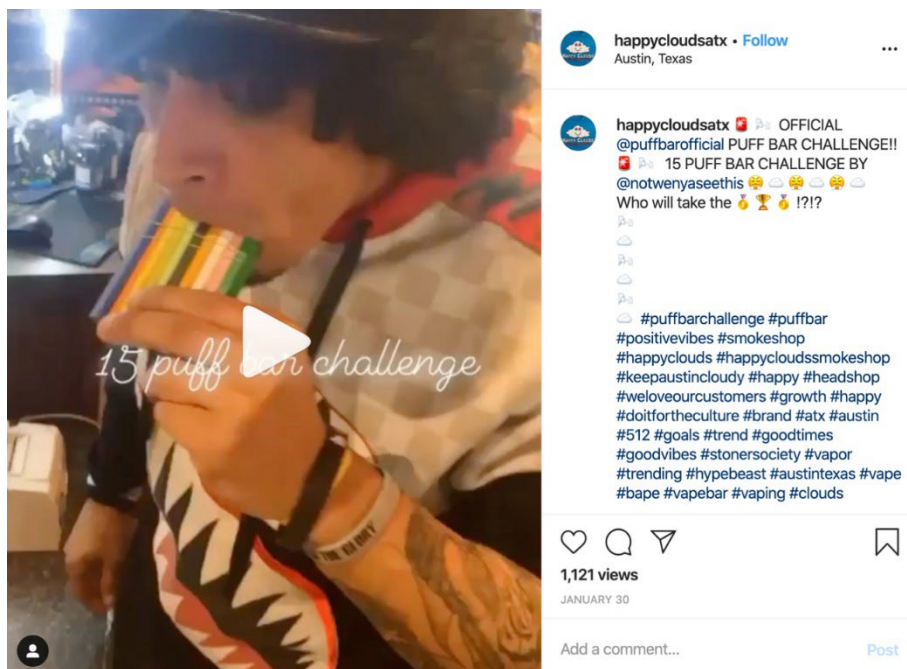 15 puff bar challenge
happycloudsatx • Follow
Austin, Texas
happycloudsatx 🚨 🌬️ OFFICIAL
@puffbarofficial PUFF BAR CHALLENGE!!
🚨 🌬️ 15 PUFF BAR CHALLENGE BY
@notwenyaseethis 😤 ☁️ 😤 ☁️ 😤 ☁️
Who will take the 🥇 🏆 🥇 !?!?
🌬️
☁️
🌬️
☁️
🌬️
☁️ #puffbarchallenge #puffbar
#positivevibes #smokeshop
#happyclouds #happycloudssmokeshop
#keepaustincloudy #happy #headshop
#weloveourcustomers #growth #happy
#doitfortheculture #brand #atx #austin
#512 #goals #trend #goodtimes
#goodvibes #stonersociety #vapor
#trending #hypebeast #austintexas #vape
#bape #vapebar #vaping #clouds
1,121 views
JANUARY 30
Add a comment...
Post